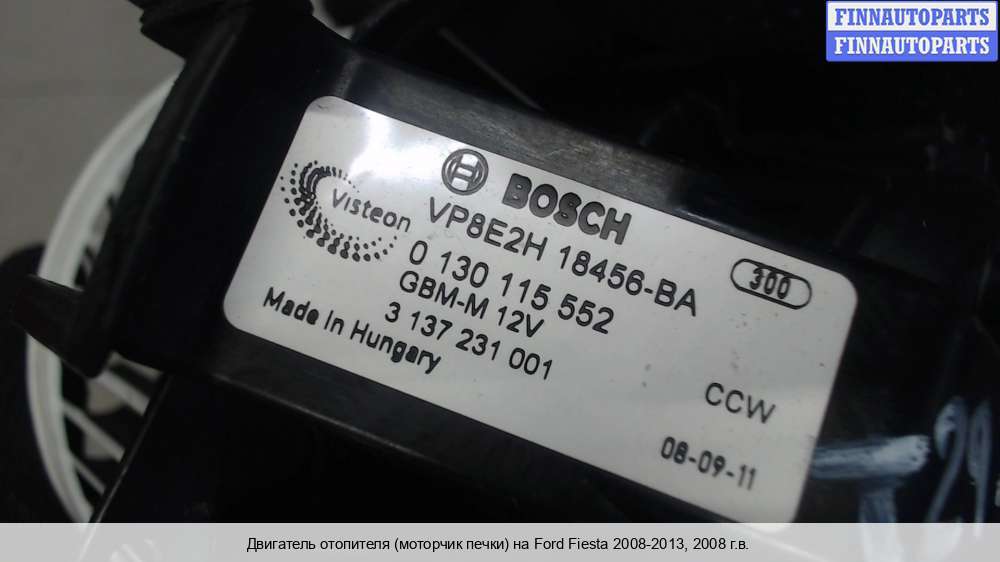 FINNAUTOPARTS
FINNAUTOPARTS
BOSCH
Visteon
VP8E2H 18456-BA
300
0 130 115 552
GBM-M 12V
3 137 231 001
Made in Hungary
CCW
08-09-11
Двигатель отопителя (моторчик печки) на Ford Fiesta 2008-2013, 2008 г.в.